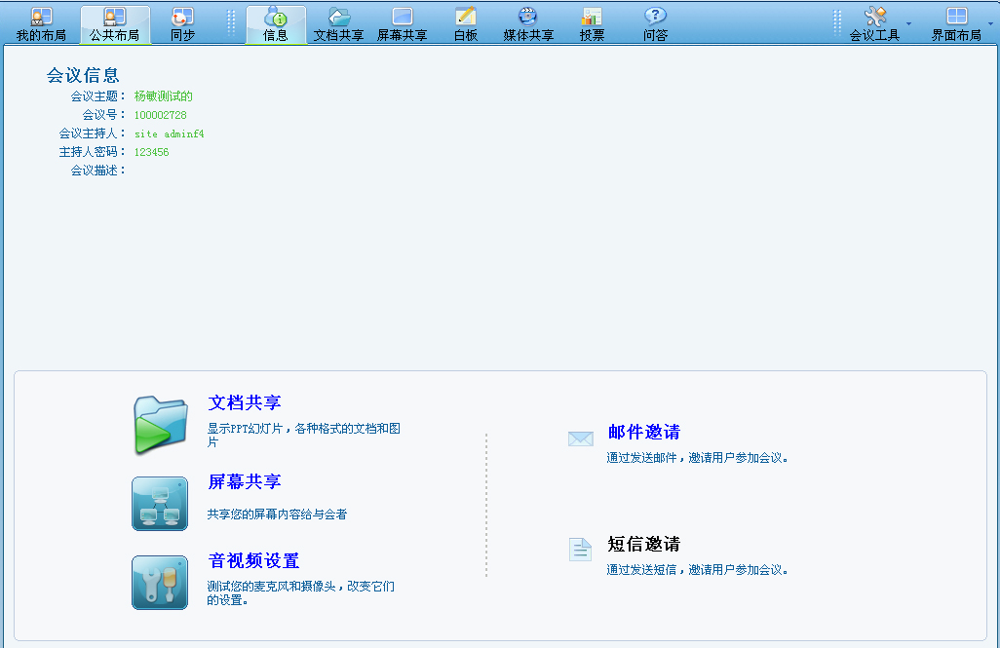 我的布局 公共布局 同步 信息 文档共享 屏幕共享 白板 媒体共享 投票 问答 会议工具 界面布局
会议信息
会议主题： 杨敏测试的
会议号： 100002728
会议主持人： site adminf4
主持人密码： 123456
会议描述：
文档共享
显示PPT幻灯片，各种格式的文档和图
片
屏幕共享
共享您的屏幕内容给与会者
音视频设置
测试您的麦克风和摄像头，改变它们
的设置。
邮件邀请
通过发送邮件，邀请用户参加会议。
短信邀请
通过发送短信，邀请用户参加会议。